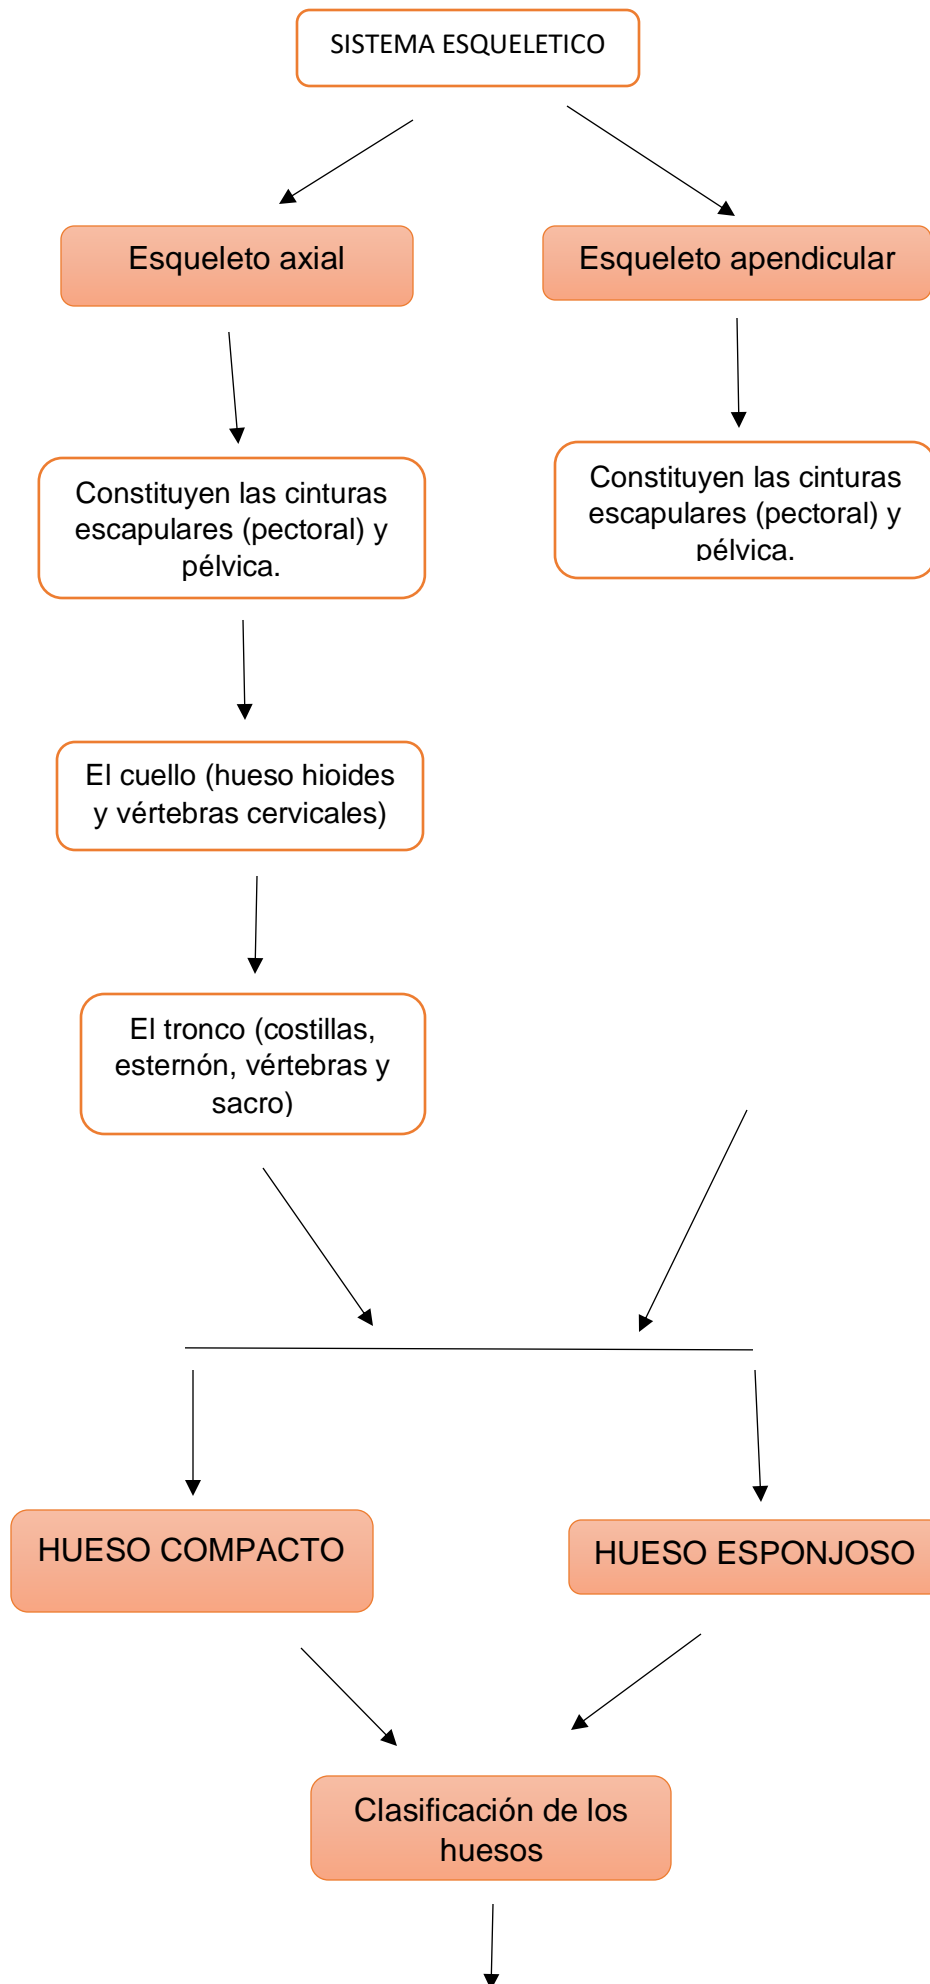 SISTEMA ESQUELETICO
Esqueleto axial
Esqueleto apendicular
Constituyen las cinturas
escapulares (pectoral) y
pélvica.
Constituyen las cinturas
escapulares (pectoral) y
pélvica.
El cuello (hueso hioides
y vértebras cervicales)
El tronco (costillas,
esternón, vértebras y
sacro)
HUESO COMPACTO
HUESO ESPONJOSO
Clasificación de los
huesos